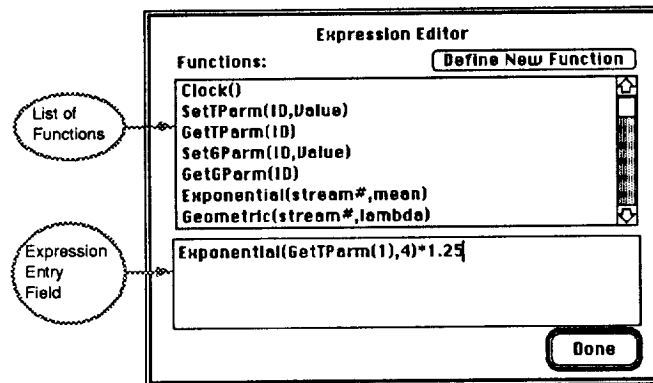 Expression Editor
Functions:
Define New Function
Clock()
SetTParm(ID,Value)
GetTParm(ID)
SetGParm(ID,Value)
GetGParm(ID)
Exponential(stream#,mean)
Geometric(stream#,lambda)
List of
Functions
Exponential(GetTParm(1),4)*1.25
Expression
Entry
Field
Done